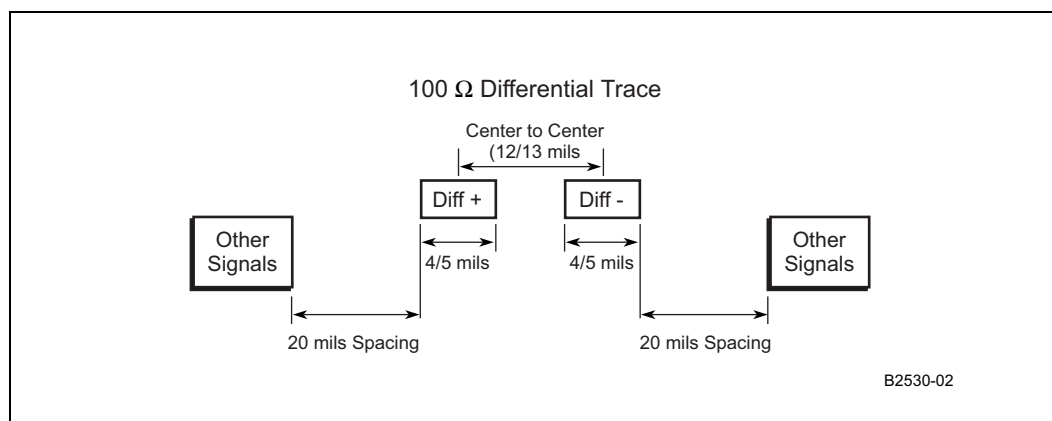 100 Ω Differential Trace
Center to Center
(12/13 mils
Diff +
Diff -
Other
Signals
4/5 mils
4/5 mils
Other
Signals
20 mils Spacing
20 mils Spacing
B2530-02